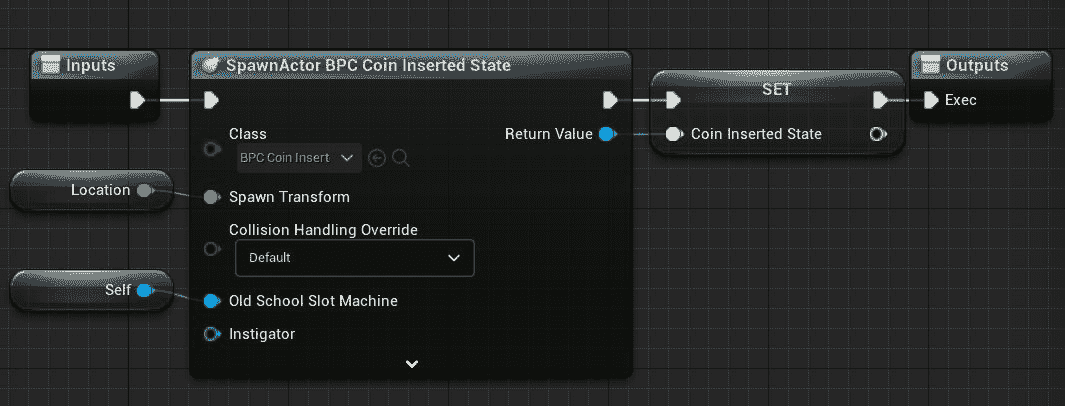 Inputs
SpawnActor BPC Coin Inserted State
SET
Outputs
Exec
Class
Return Value
Coin Inserted State
BPC Coin Insert
Location
Spawn Transform
Collision Handling Override
Default
Self
Old School Slot Machine
Instigator